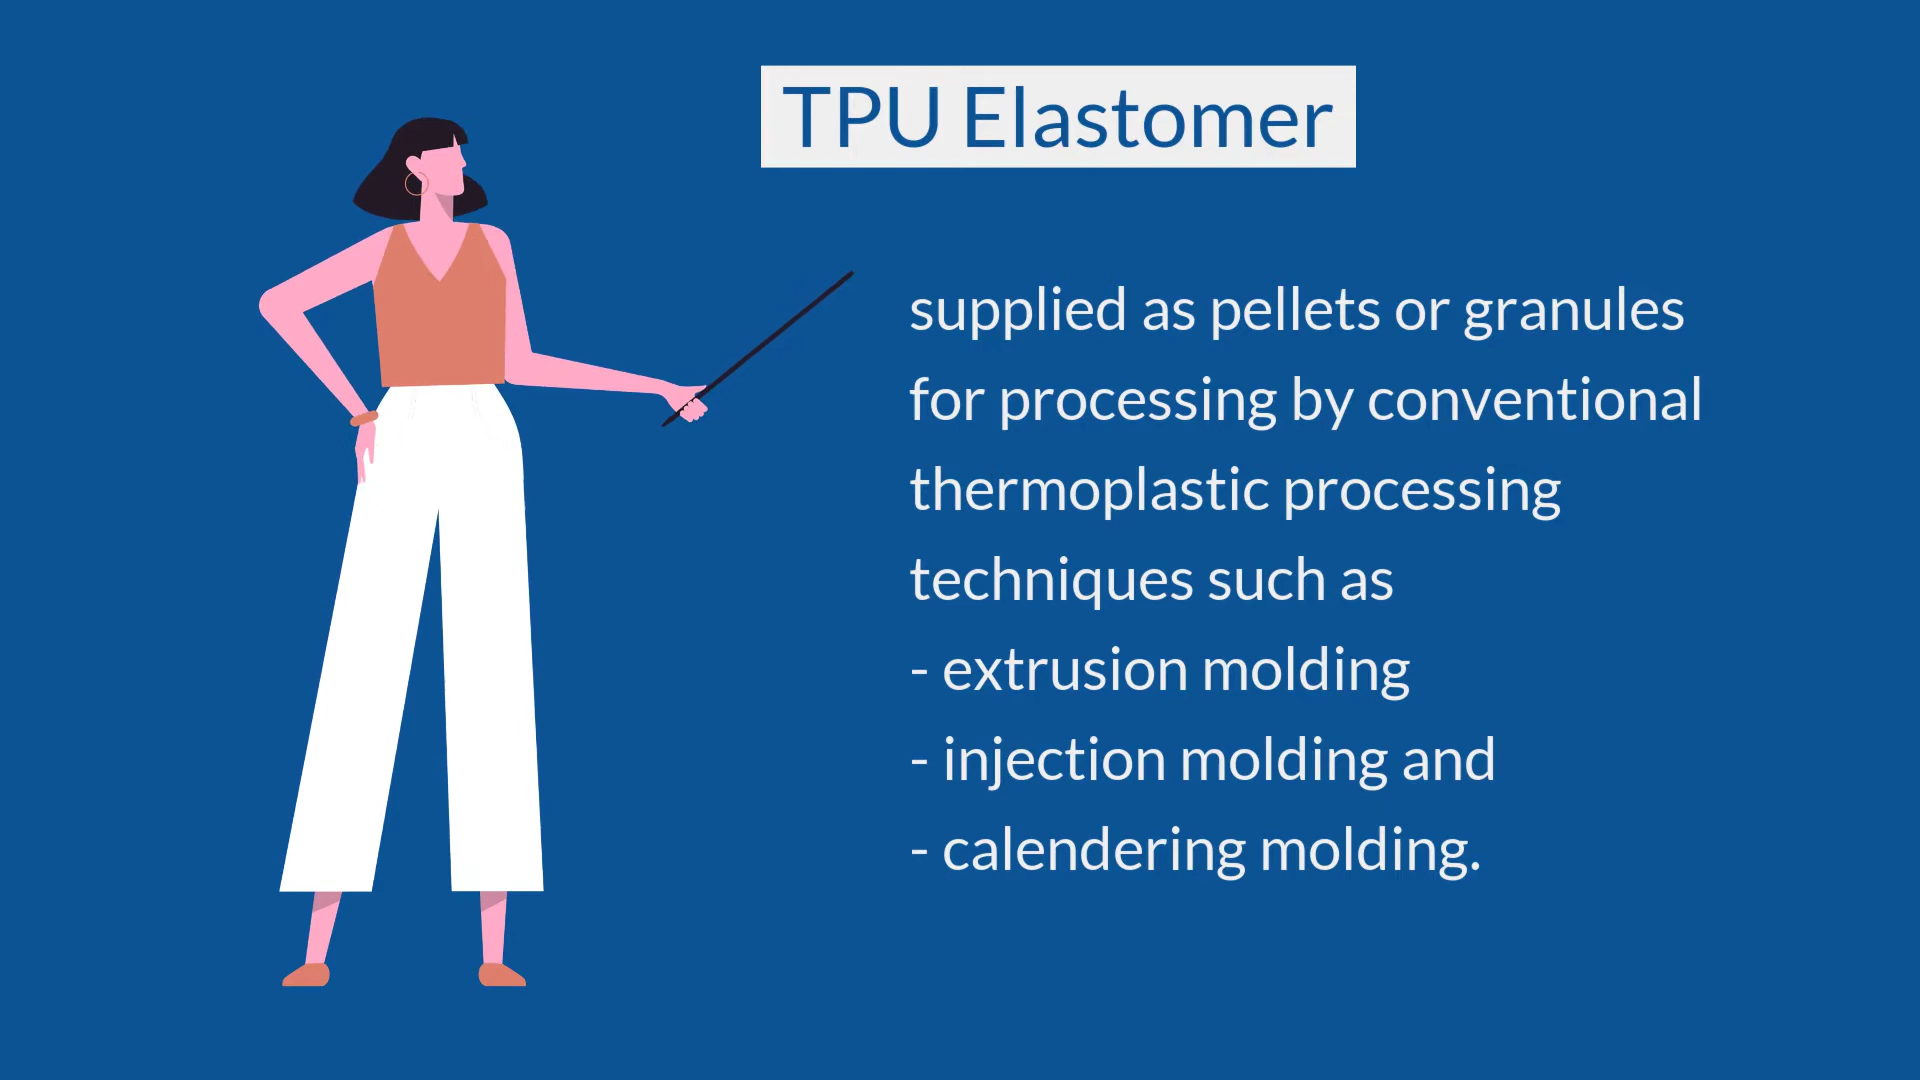 TPU Elastomer
supplied as pellets or granules
for processing by conventional
thermoplastic processing
techniques such as
- extrusion molding
- injection molding and
- calendering molding.